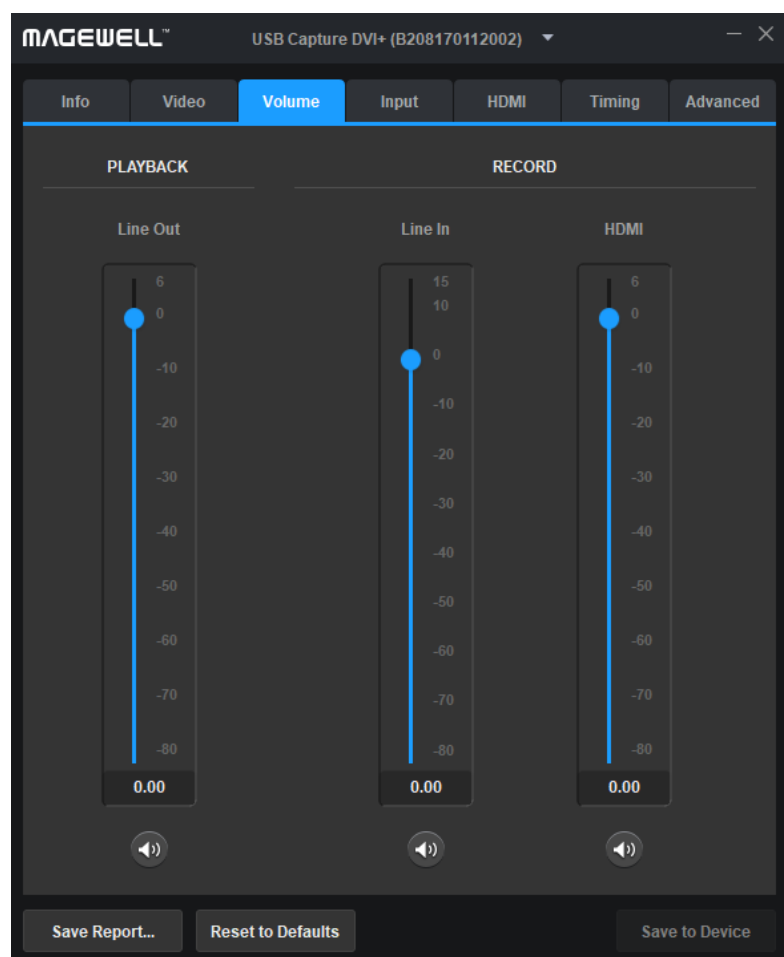 MAGEWELL™ USB Capture DVI+ (B208170112002)
Info Video Volume Input HDMI Timing Advanced
PLAYBACK RECORD
Line Out Line In HDMI
6 15 6
10
0 0 0
-10 -10 -10
-20 -20 -20
-30 -30 -30
-40 -40 -40
-50 -50 -50
-60 -60 -60
-70 -70 -70
-80 -80 -80
0.00 0.00 0.00
Save Report... Reset to Defaults Save to Device